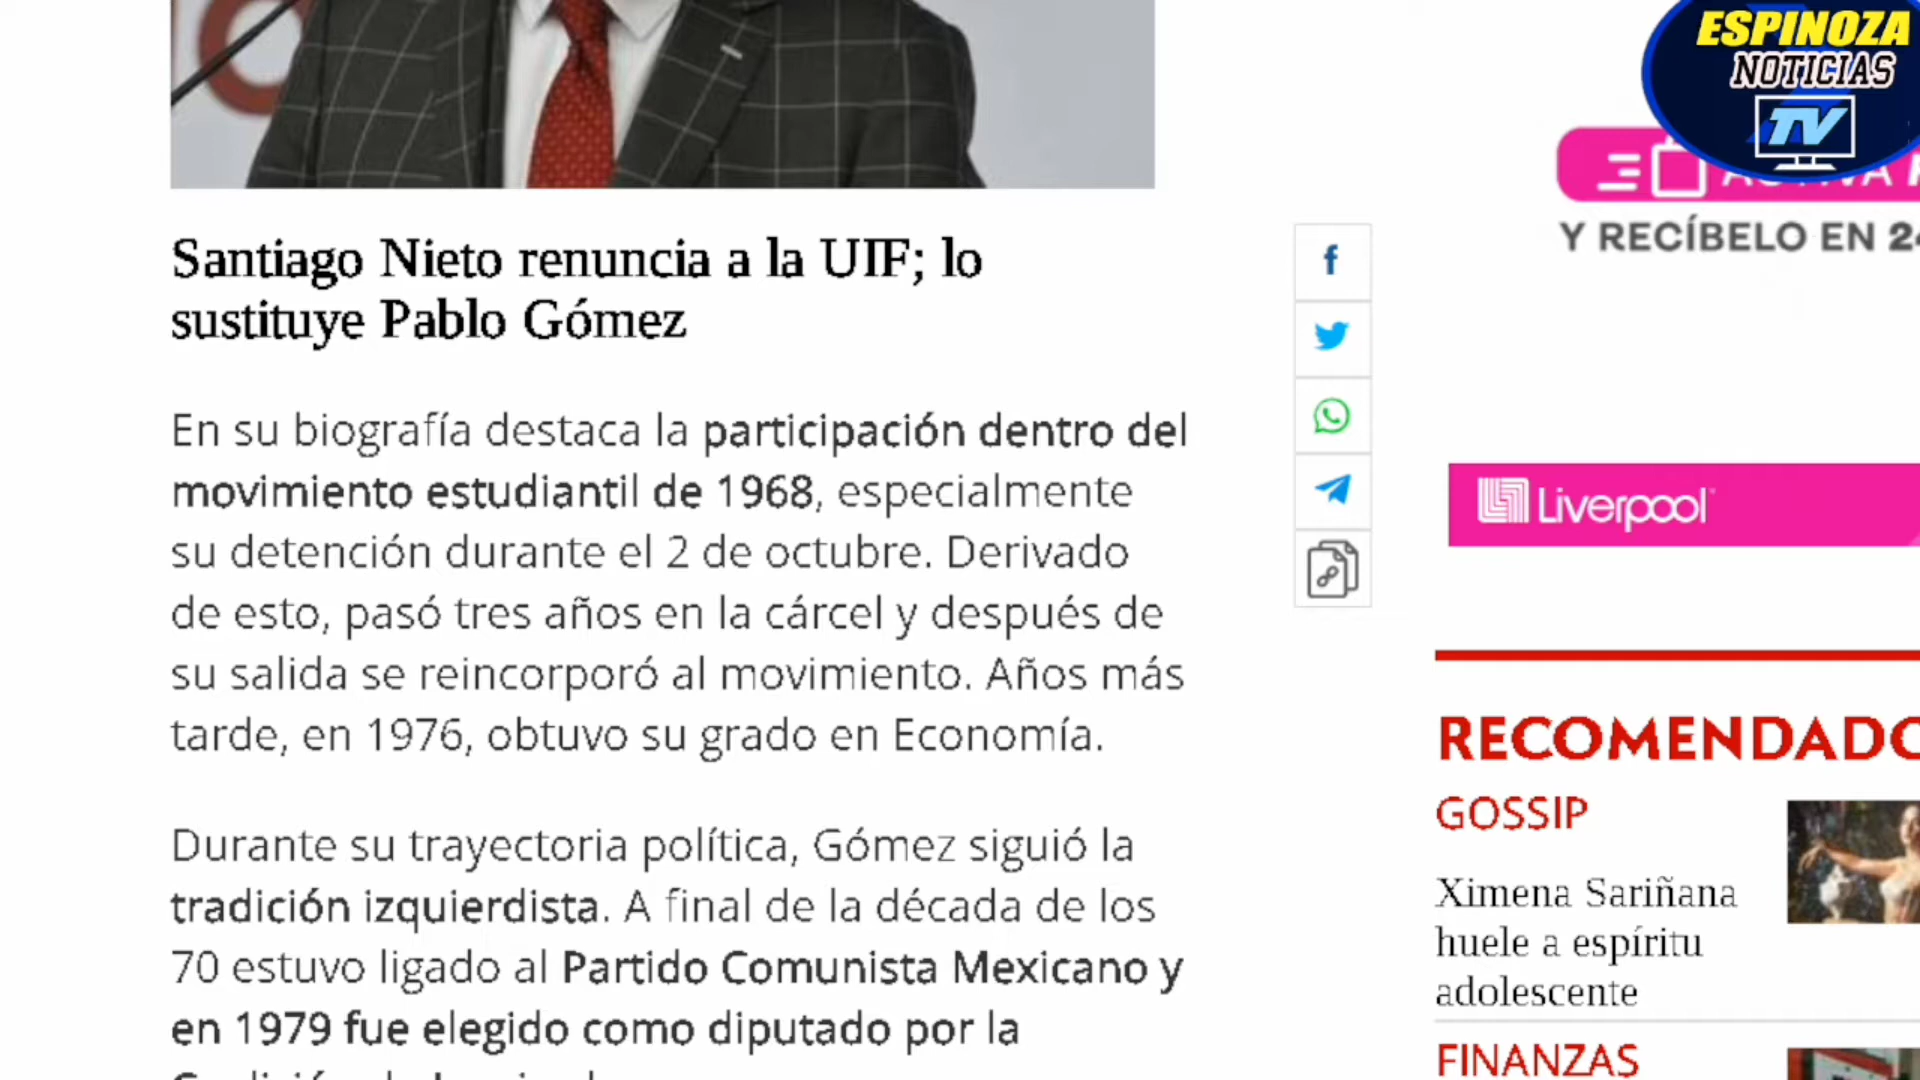 ESPINOZA
NOTICIAS
TV
Y RECÍBELO EN
Santiago Nieto renuncia a la UIF; lo
sustituye Pablo Gómez
En su biografía destaca la participación dentro del
movimiento estudiantil de 1968, especialmente
su detención durante el 2 de octubre. Derivado
de esto, pasó tres años en la cárcel y después de
su salida se reincorporó al movimiento. Años más
tarde, en 1976, obtuvo su grado en Economía.
Durante su trayectoria política, Gómez siguió la
tradición izquierdista. A final de la década de los
70 estuvo ligado al Partido Comunista Mexicano y
en 1979 fue elegido como diputado por la
Liverpool
RECOMENDADO
GOSSIP
Ximena Sariñana
huele a espíritu
adolescente
FINANZAS